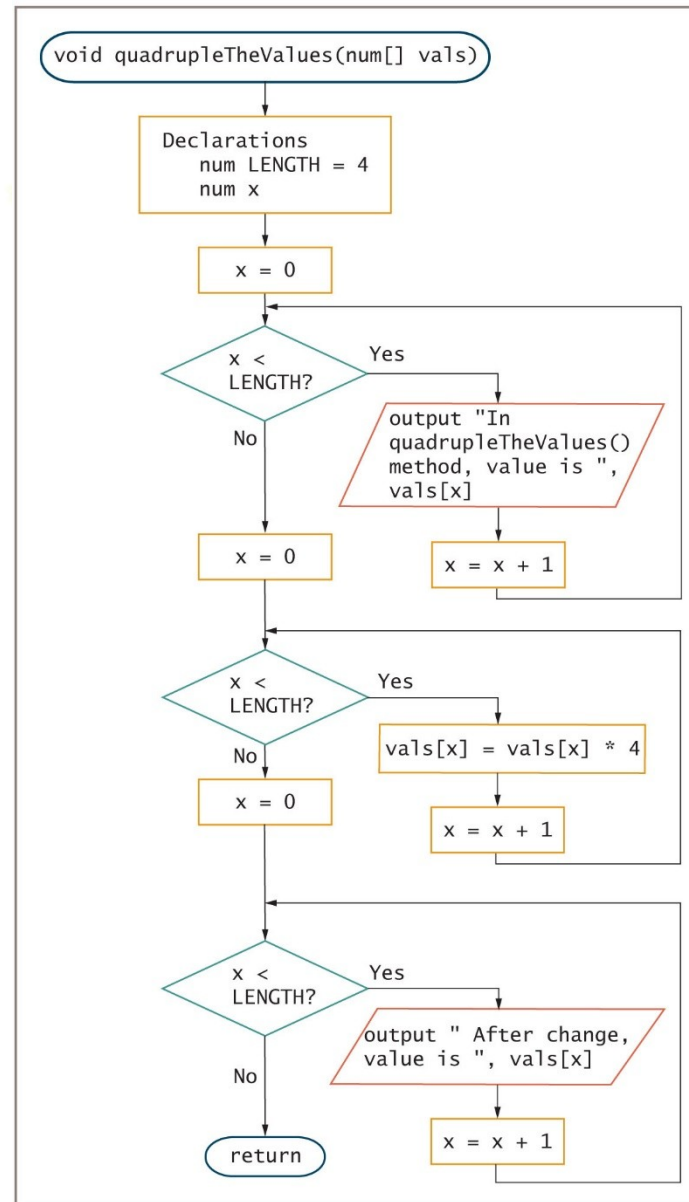 void quadrupleTheValues(num[] vals)
Declarations
num LENGTH = 4
num x
x = 0
x <
LENGTH?
Yes
output "In
quadrupleTheValues()
method, value is ",
vals[x]
x = x + 1
No
x = 0
x <
LENGTH?
Yes
vals[x] = vals[x] * 4
x = x + 1
No
x = 0
x <
LENGTH?
Yes
output " After change,
value is ", vals[x]
x = x + 1
No
return